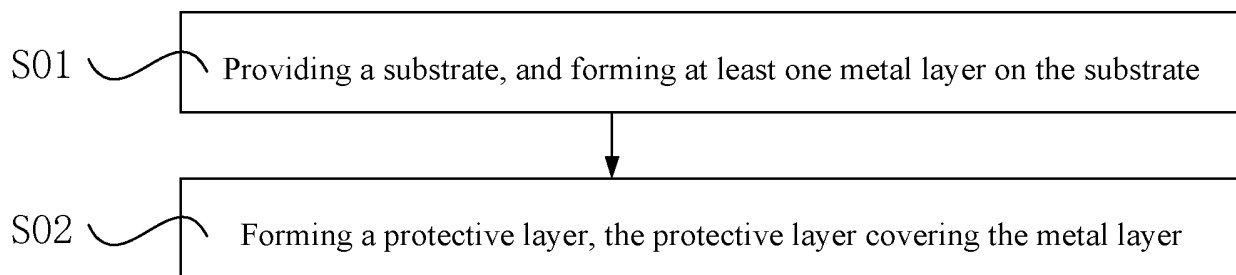 S01 Providing a substrate, and forming at least one metal layer on the substrate
S02 Forming a protective layer, the protective layer covering the metal layer